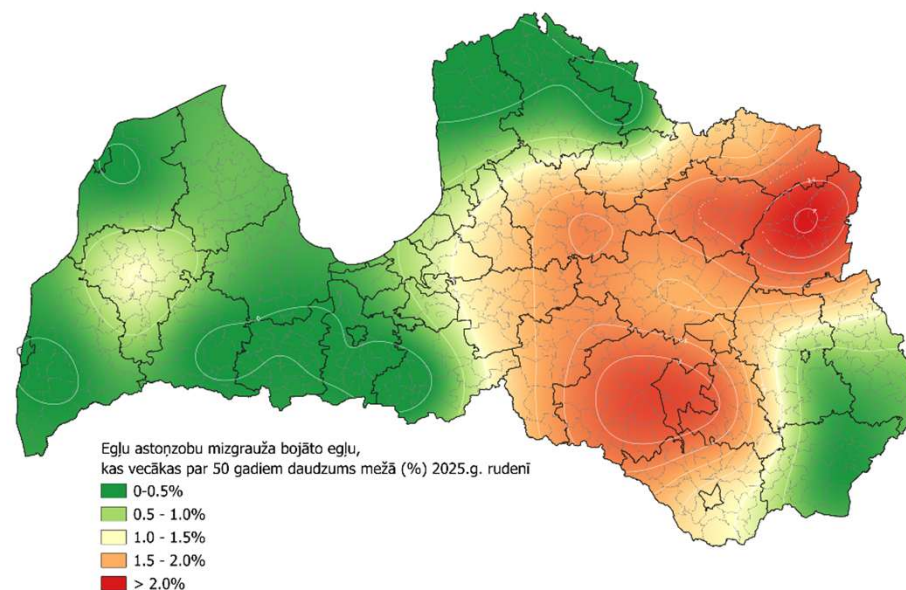 Egļu astoņzobu mizgrauža bojāto egļu,
kas vecākas par 50 gadiem daudzums mežā (%) 2025.g. rudenī
0-0.5%
0.5 - 1.0%
1.0 - 1.5%
1.5 - 2.0%
> 2.0%